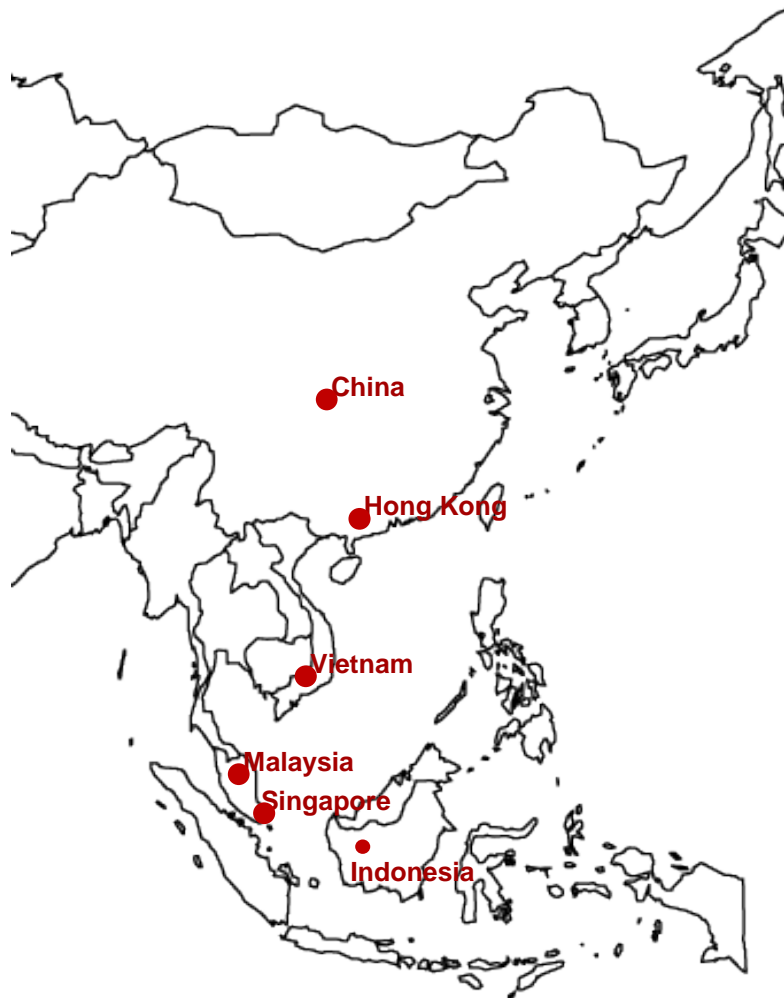 China
Hong Kong
Vietnam
Malaysia
Singapore
Indonesia